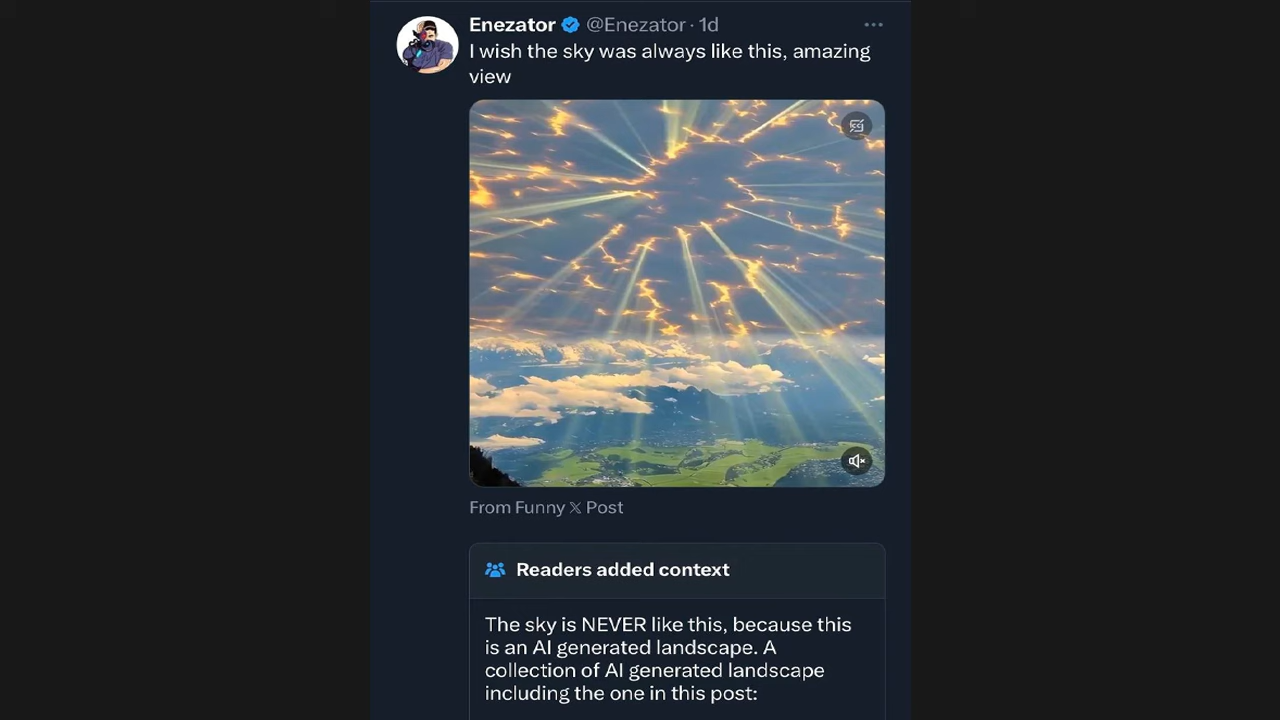 Enezator @Enezator · 1d
I wish the sky was always like this, amazing
view
From Funny 𝕏 Post
Readers added context
The sky is NEVER like this, because this
is an AI generated landscape. A
collection of AI generated landscape
including the one in this post: